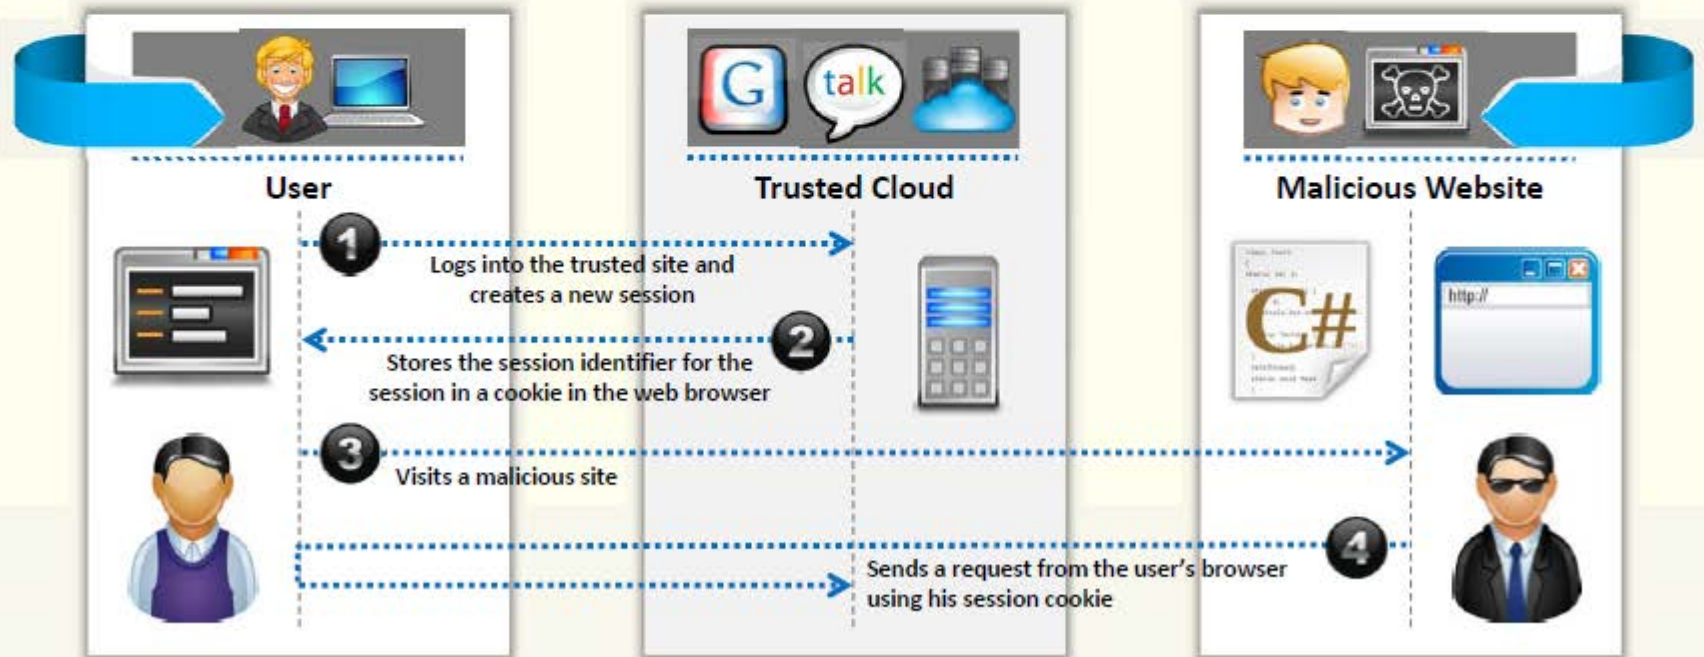 G
talk
User
Trusted Cloud
Malicious Website
1
Logs into the trusted site and
creates a new session
2
Stores the session identifier for the
session in a cookie in the web browser
C#
http://
3
Visits a malicious site
4
Sends a request from the user's browser
using his session cookie